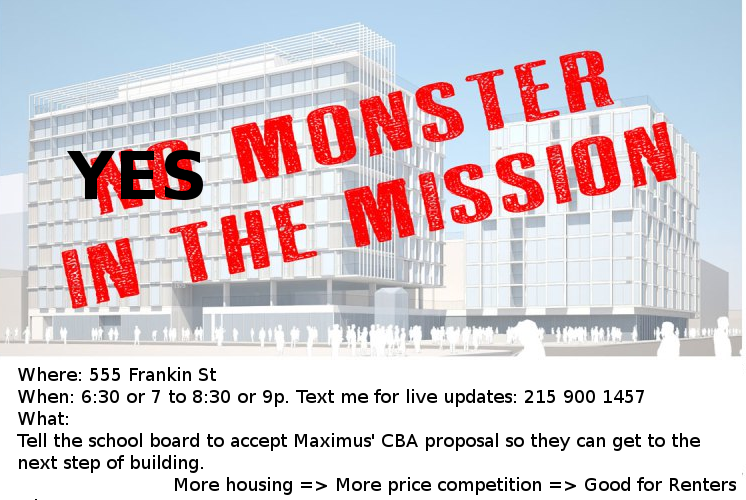 NO MONSTER
YES
IN THE MISSION
Where: 555 Frankin St
When: 6:30 or 7 to 8:30 or 9p. Text me for live updates: 215 900 1457
What:
Tell the school board to accept Maximus' CBA proposal so they can get to the
next step of building.
More housing => More price competition => Good for Renters